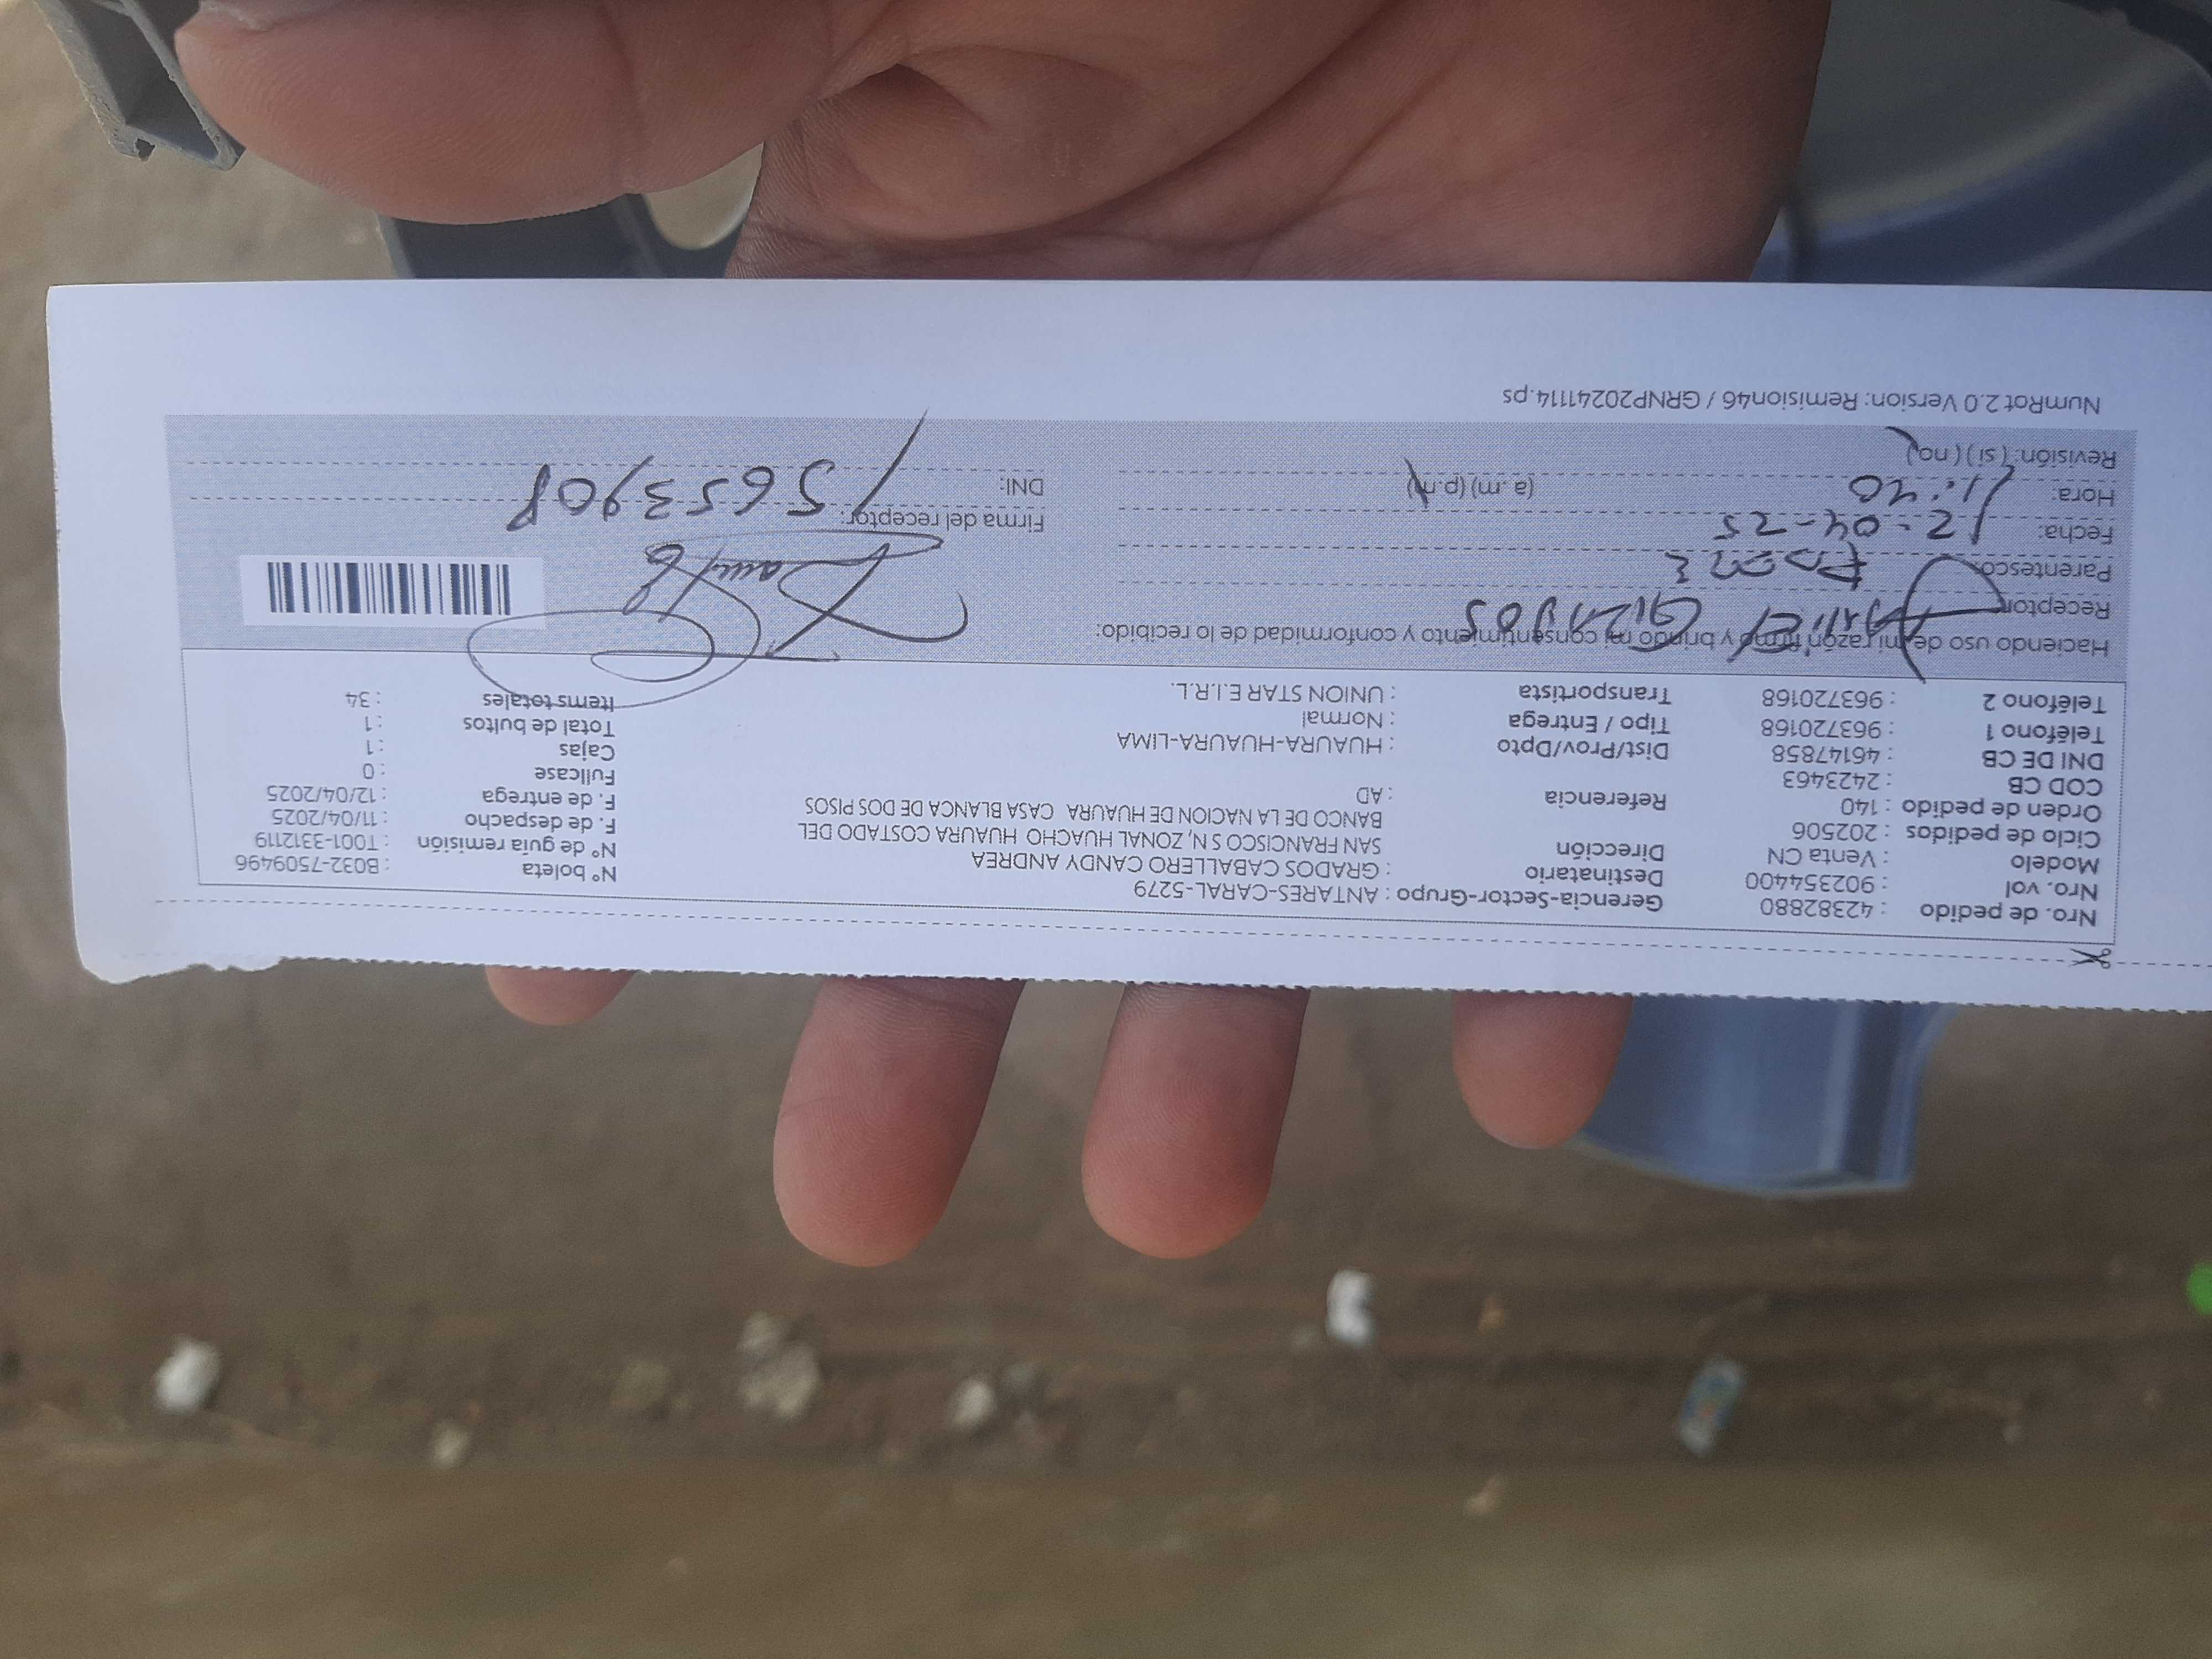 Nro. de pedido : 42382880 Gerencia-Sector-Grupo : ANTARES-CARAL-5279 N° boleta : B032-7509496
Nro. vol : 902354400 Destinatario : GRADOS CABALLERO CANDY ANDREA N° de guía remisión : T001-3312119
Modelo : Venta CN Dirección SAN FRANCISCO S N, ZONAL HUACHO HUAURA COSTADO DEL F. de despacho : 11/04/2025
Ciclo de pedidos : 202506 BANCO DE LA NACION DE HUAURA CASA BLANCA DE DOS PISOS F. de entrega : 12/04/2025
Orden de pedido : 140 Referencia : AD Fullcase : 0
COD CB : 2423463 Cajas : 1
DNI DE CB : 46147858 Dist/Prov/Dpto : HUAURA-HUAURA-LIMA Total de bultos : 1
Teléfono 1 : 963720168 Tipo / Entrega : Normal Items totales : 34
Teléfono 2 : 963720168 Transportista : UNION STAR E.I.R.L.
Haciendo uso de mi razón firmo y brindo mi consentimiento y conformidad de lo recibido:
Receptor:
Parentesco:
Fecha: 12-04-25 Firma del receptor:
Hora: 11:40 (a.m) (p.m) DNI: 15653908
Revisión: (si) (no)
NumRot 2.0 Version: Remision46 / GRNP20241114.ps